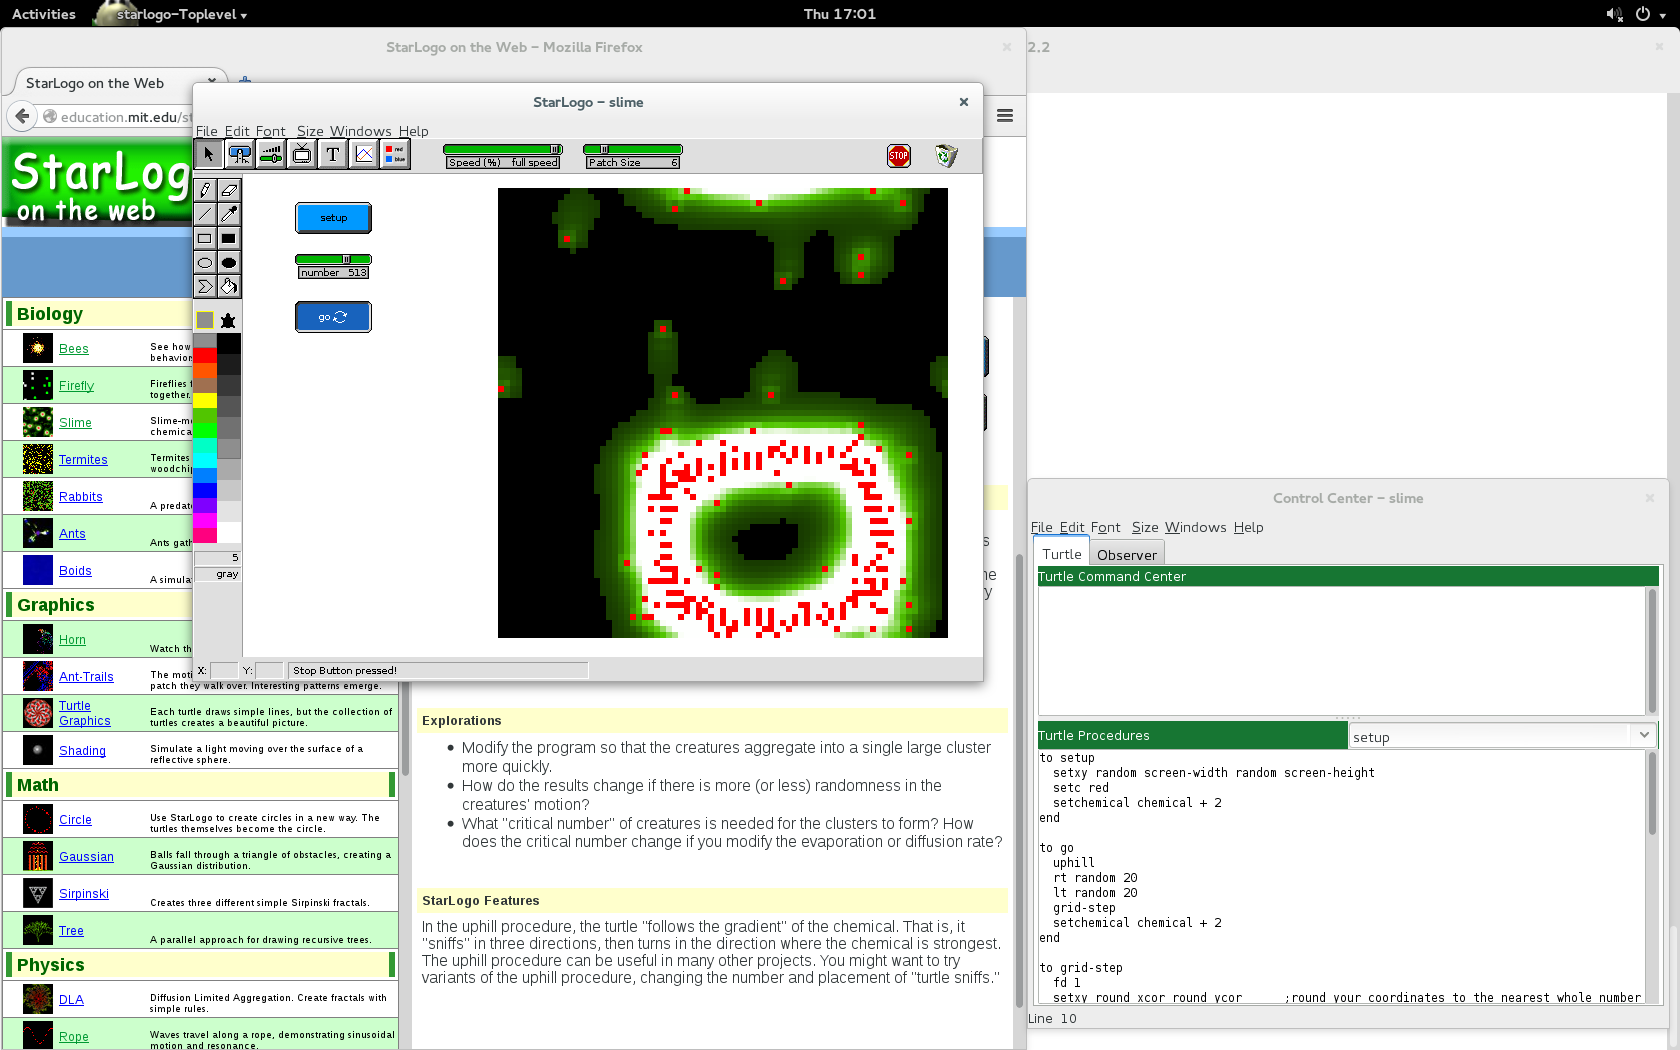 Activities
starlogo-Toplevel
Thu 17:01
StarLogo on the Web – Mozilla Firefox
2.2
StarLogo on the Web
education.mit.edu/st
StarLog
on the web
StarLogo – slime
File Edit Font Size Windows Help
T
red
blue
Speed (%) full speed
Patch Size 6
STOP
setup
number 513
go
5
gray
X:
Y:
Stop Button pressed!
Biology
Bees
See how
behavior
Firefly
Fireflies
together.
Slime
Slime-mo
chemica
Termites
Termites
woodchip
Rabbits
A predat
Ants
Ants gath
Boids
A simula
Graphics
Horn
Watch th
Ant-Trails
The moti
patch they walk over. Interesting patterns emerge.
Turtle
Graphics
Each turtle draws simple lines, but the collection of
turtles creates a beautiful picture.
Shading
Simulate a light moving over the surface of a
reflective sphere.
Math
Circle
Use StarLogo to create circles in a new way. The
turtles themselves become the circle.
Gaussian
Balls fall through a triangle of obstacles, creating a
Gaussian distribution.
Sirpinski
Creates three different simple Sirpinski fractals.
Tree
A parallel approach for drawing recursive trees.
Physics
DLA
Diffusion Limited Aggregation. Create fractals with
simple rules.
Rope
Waves travel along a rope, demonstrating sinusoidal
motion and resonance.
s
ne
y
Explorations
• Modify the program so that the creatures aggregate into a single large cluster
more quickly.
• How do the results change if there is more (or less) randomness in the
creatures' motion?
• What "critical number" of creatures is needed for the clusters to form? How
does the critical number change if you modify the evaporation or diffusion rate?
StarLogo Features
In the uphill procedure, the turtle "follows the gradient" of the chemical. That is, it
"sniffs" in three directions, then turns in the direction where the chemical is strongest.
The uphill procedure can be useful in many other projects. You might want to try
variants of the uphill procedure, changing the number and placement of "turtle sniffs."
Control Center – slime
File Edit Font Size Windows Help
Turtle
Observer
Turtle Command Center
Turtle Procedures
setup
to setup
setxy random screen-width random screen-height
setc red
setchemical chemical + 2
end
to go
uphill
rt random 20
lt random 20
grid-step
setchemical chemical + 2
end
to grid-step
fd 1
setxy round xcor round ycor ;round your coordinates to the nearest whole number
Line 10